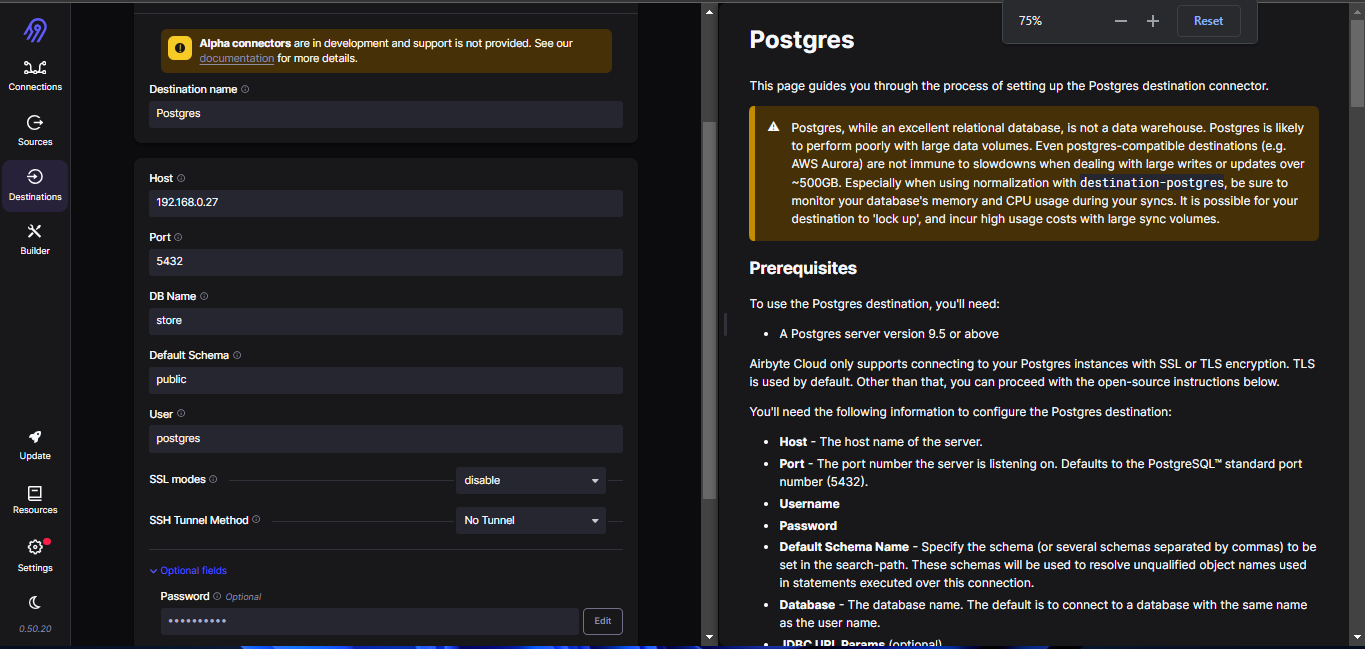 Connections
Sources
Destinations
Builder
Update
Resources
Settings
0.50.20
Alpha connectors are in development and support is not provided. See our
documentation for more details.
Destination name
Postgres
Host
192.168.0.27
Port
5432
DB Name
store
Default Schema
public
User
postgres
SSL modes
disable
SSH Tunnel Method
No Tunnel
Optional fields
Password Optional
••••••••••
Edit
75%
Reset
Postgres
This page guides you through the process of setting up the Postgres destination connector.
Postgres, while an excellent relational database, is not a data warehouse. Postgres is likely
to perform poorly with large data volumes. Even postgres-compatible destinations (e.g.
AWS Aurora) are not immune to slowdowns when dealing with large writes or updates over
~500GB. Especially when using normalization with destination-postgres, be sure to
monitor your database's memory and CPU usage during your syncs. It is possible for your
destination to 'lock up', and incur high usage costs with large sync volumes.
Prerequisites
To use the Postgres destination, you'll need:
• A Postgres server version 9.5 or above
Airbyte Cloud only supports connecting to your Postgres instances with SSL or TLS encryption. TLS
is used by default. Other than that, you can proceed with the open-source instructions below.
You'll need the following information to configure the Postgres destination:
• Host - The host name of the server.
• Port - The port number the server is listening on. Defaults to the PostgreSQL™ standard port
number (5432).
• Username
• Password
• Default Schema Name - Specify the schema (or several schemas separated by commas) to be
set in the search-path. These schemas will be used to resolve unqualified object names used
in statements executed over this connection.
• Database - The database name. The default is to connect to a database with the same name
as the user name.
• JDBC URL Params (optional)